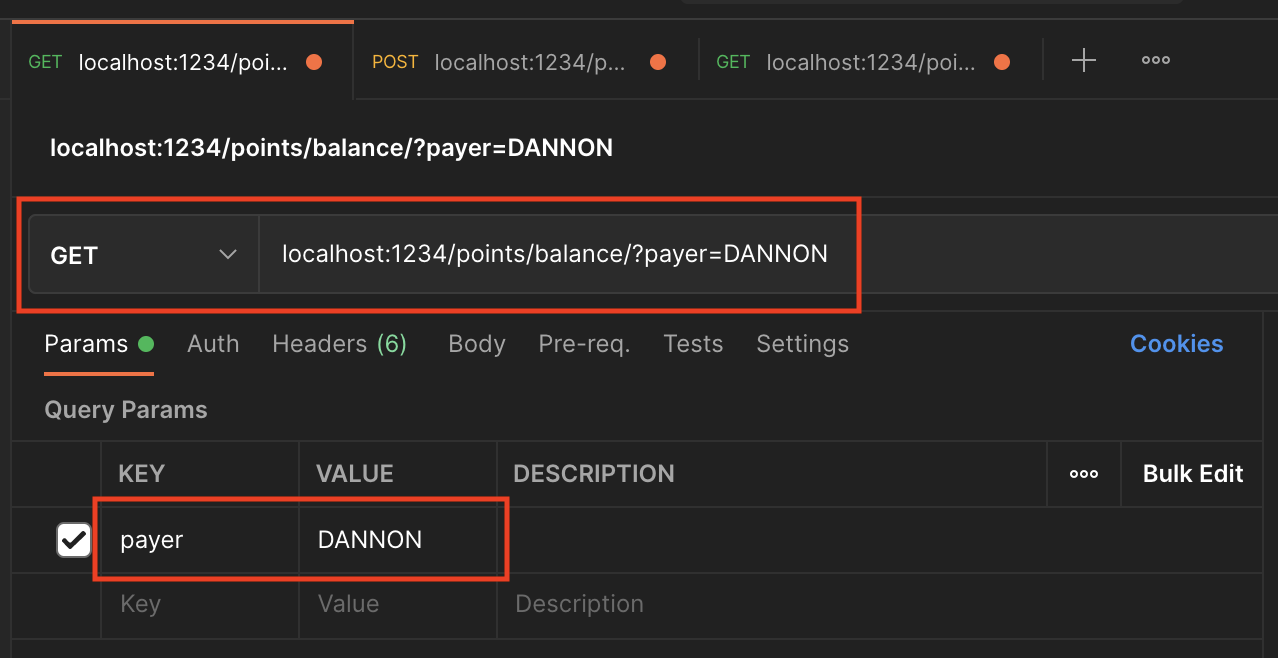 GET localhost:1234/poi... POST localhost:1234/p... GET localhost:1234/poi...
localhost:1234/points/balance/?payer=DANNON
GET localhost:1234/points/balance/?payer=DANNON
Params Auth Headers (6) Body Pre-req. Tests Settings Cookies
Query Params
KEY VALUE DESCRIPTION Bulk Edit
payer DANNON
Key Value Description